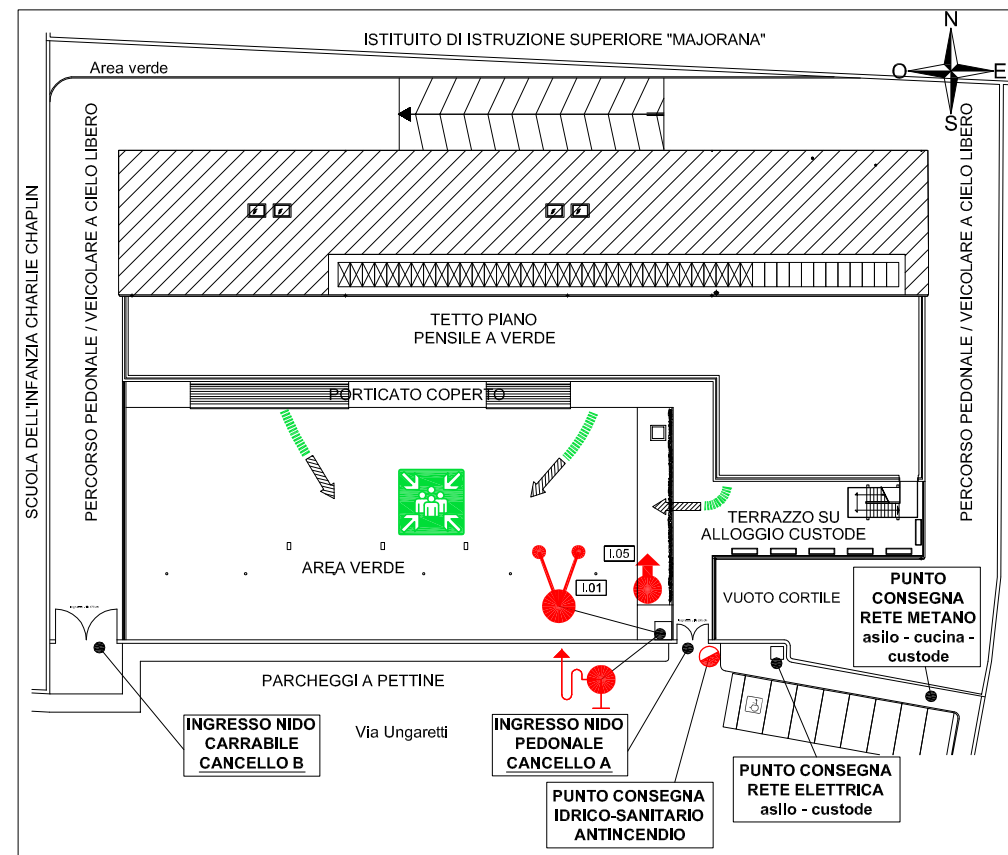 ISTITUITO DI ISTRUZIONE SUPERIORE "MAJORANA"
N
O
E
S
Area verde
SCUOLA DELL'INFANZIA CHARLIE CHAPLIN
PERCORSO PEDONALE / VEICOLARE A CIELO LIBERO
PERCORSO PEDONALE / VEICOLARE A CIELO LIBERO
TETTO PIANO
PENSILE A VERDE
PORTICATO COPERTO
TERRAZZO SU
ALLOGGIO CUSTODE
I.05
I.01
AREA VERDE
VUOTO CORTILE
PUNTO
CONSEGNA
RETE METANO
asilo - cucina -
custode
PARCHEGGI A PETTINE
Via Ungaretti
INGRESSO NIDO
CARRABILE
CANCELLO B
INGRESSO NIDO
PEDONALE
CANCELLO A
PUNTO CONSEGNA
IDRICO-SANITARIO
ANTINCENDIO
PUNTO CONSEGNA
RETE ELETTRICA
asilo - custode